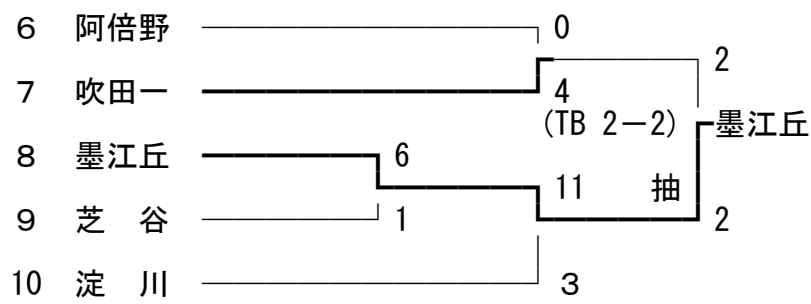 6 阿倍野 0
2
7 吹田一 4
(TB 2－2) 墨江丘
8 墨江丘 6
11 抽
9 芝　谷 1 2
10 淀　川 3